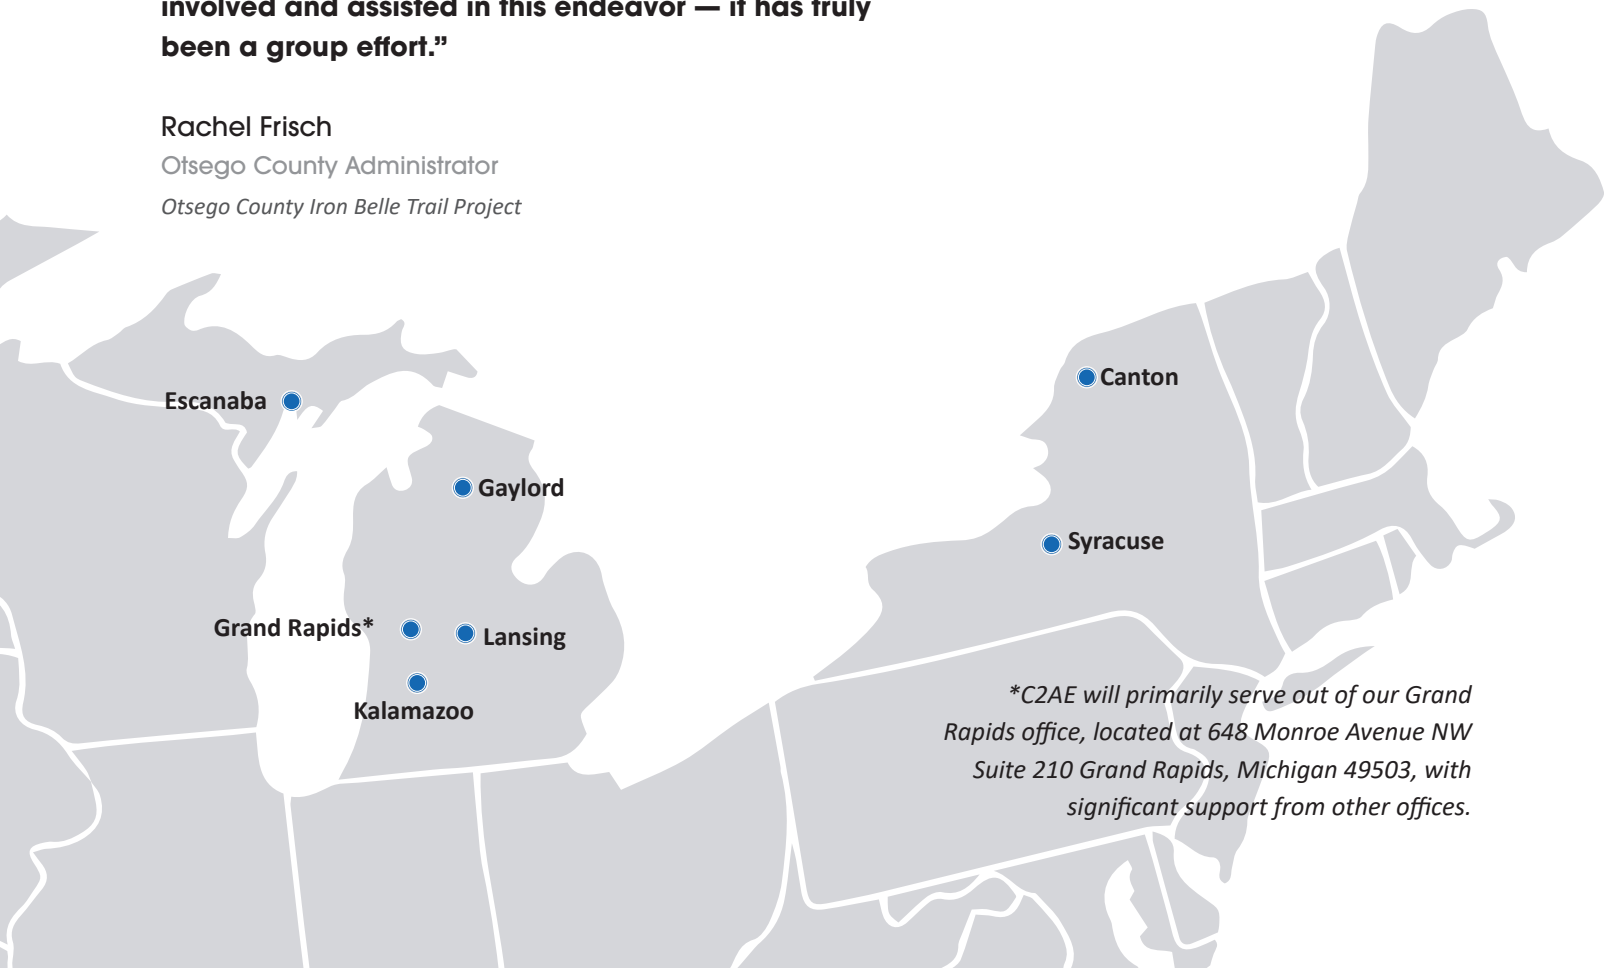 involved and assisted in this endeavor — it has truly
been a group effort.”
Rachel Frisch
Otsego County Administrator
Otsego County Iron Belle Trail Project
Canton
Escanaba
Gaylord
Syracuse
Grand Rapids*
Lansing
Kalamazoo
*C2AE will primarily serve out of our Grand
Rapids office, located at 648 Monroe Avenue NW
Suite 210 Grand Rapids, Michigan 49503, with
significant support from other offices.